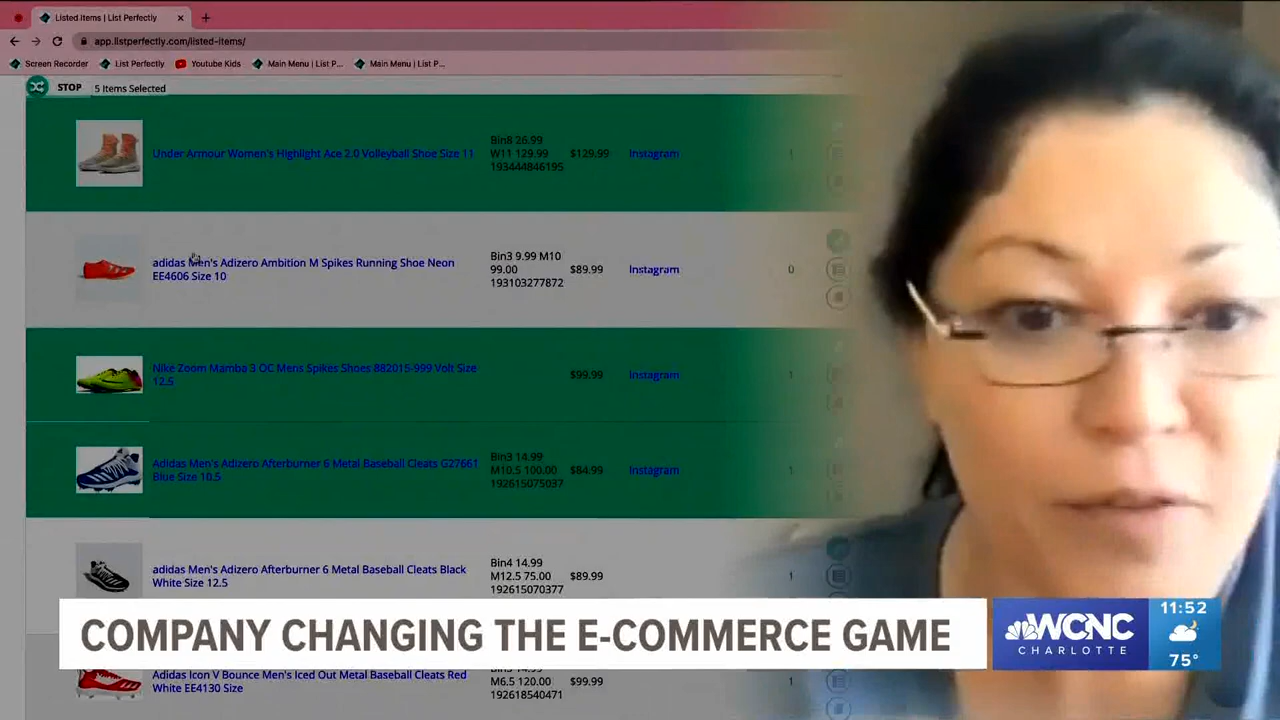 Listed Items | List Perfectly
app.listperfectly.com/listed-items/
Screen Recorder
List Perfectly
Youtube Kids
Main Menu | List P...
Main Menu | List P...
STOP
5 Items Selected
Under Armour Women's Highlight Ace 2.0 Volleyball Shoe Size 11
Bin8 26.99
W11 129.99
193444846195
$129.99
Instagram
1
adidas Men's Adizero Ambition M Spikes Running Shoe Neon
EE4606 Size 10
Bin3 9.99 M10
99.00
193103277872
$89.99
Instagram
0
Nike Zoom Mamba 3 OC Mens Spikes Shoes 882015-999 Volt Size
12.5
$99.99
Instagram
1
Adidas Men's Adizero Afterburner 6 Metal Baseball Cleats G27661
Blue Size 10.5
Bin3 14.99
M10.5 100.00
192615075037
$84.99
Instagram
1
adidas Men's Adizero Afterburner 6 Metal Baseball Cleats Black
White Size 12.5
Bin4 14.99
M12.5 75.00
192615070377
$89.99
1
COMPANY CHANGING THE E-COMMERCE GAME
WCNC
CHARLOTTE
11:52
75°
Adidas Icon V Bounce Men's Iced Out Metal Baseball Cleats Red
White EE4130 Size
M6.5 120.00
192618540471
$99.99
1